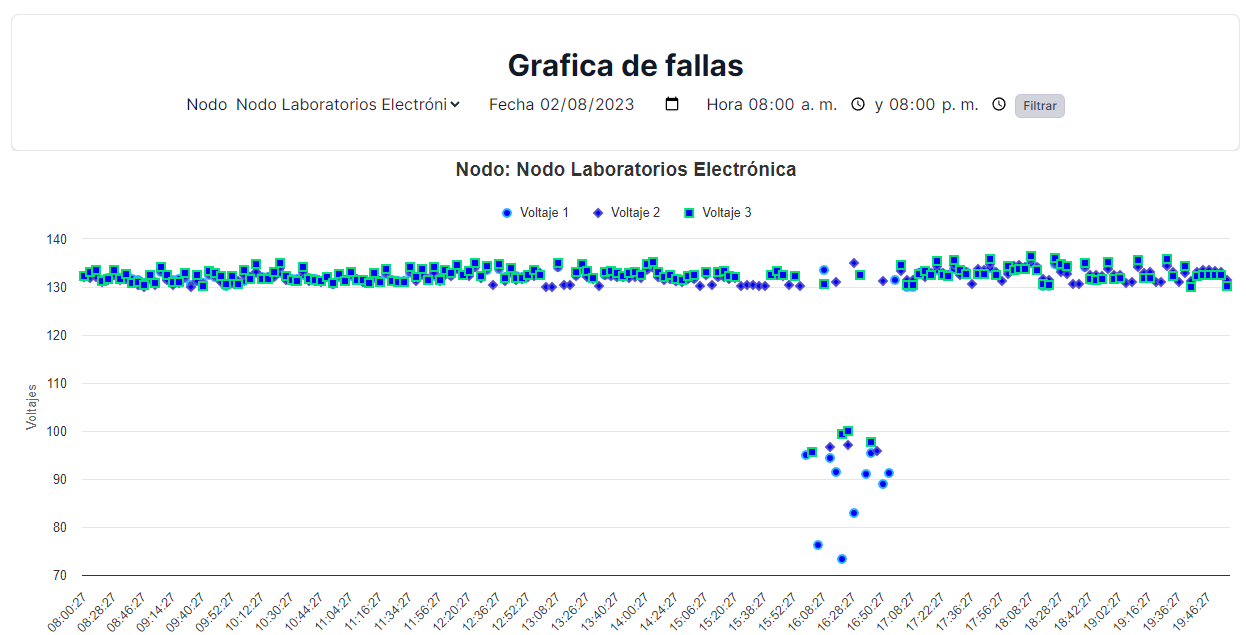 Grafica de fallas
Nodo Nodo Laboratorios Electróni Fecha 02/08/2023 Hora 08:00 a. m. y 08:00 p. m. Filtrar
Nodo: Nodo Laboratorios Electrónica
Voltaje 1 Voltaje 2 Voltaje 3
140
130
120
110
100
90
80
70
Voltajes
08:00:27 08:28:27 08:46:27 09:14:27 09:40:27 09:52:27 10:12:27 10:30:27 10:44:27 11:04:27 11:16:27 11:34:27 11:56:27 12:20:27 12:36:27 12:52:27 13:08:27 13:26:27 13:40:27 14:00:27 14:24:27 15:06:27 15:20:27 15:38:27 15:52:27 16:08:27 16:28:27 16:50:27 17:08:27 17:22:27 17:36:27 17:56:27 18:08:27 18:28:27 18:42:27 19:02:27 19:16:27 19:36:27 19:46:27